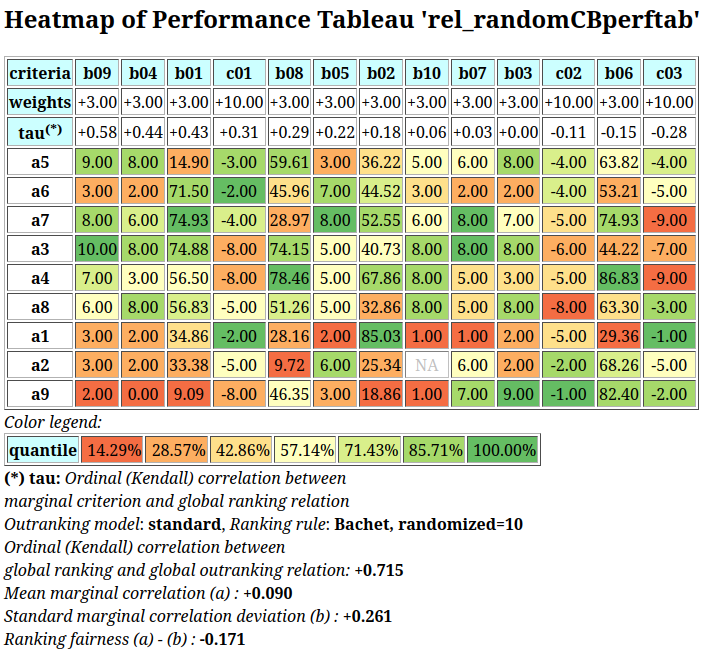 Heatmap of Performance Tableau 'rel_randomCBperftab'
criteria b09 b04 b01 c01 b08 b05 b02 b10 b07 b03 c02 b06 c03
weights +3.00 +3.00 +3.00 +10.00 +3.00 +3.00 +3.00 +3.00 +3.00 +3.00 +10.00 +3.00 +10.00
tau(*) +0.58 +0.44 +0.43 +0.31 +0.29 +0.22 +0.18 +0.06 +0.03 +0.00 -0.11 -0.15 -0.28
a5 9.00 8.00 14.90 -3.00 59.61 3.00 36.22 5.00 6.00 8.00 -4.00 63.82 -4.00
a6 3.00 2.00 71.50 -2.00 45.96 7.00 44.52 3.00 2.00 2.00 -4.00 53.21 -5.00
a7 8.00 6.00 74.93 -4.00 28.97 8.00 52.55 6.00 8.00 7.00 -5.00 74.93 -9.00
a3 10.00 8.00 74.88 -8.00 74.15 5.00 40.73 8.00 8.00 8.00 -6.00 44.22 -7.00
a4 7.00 3.00 56.50 -8.00 78.46 5.00 67.86 8.00 5.00 3.00 -5.00 86.83 -9.00
a8 6.00 8.00 56.83 -5.00 51.26 5.00 32.86 8.00 5.00 8.00 -8.00 63.30 -3.00
a1 3.00 2.00 34.86 -2.00 28.16 2.00 85.03 1.00 1.00 2.00 -5.00 29.36 -1.00
a2 3.00 2.00 33.38 -5.00 9.72 6.00 25.34 NA 6.00 2.00 -2.00 68.26 -5.00
a9 2.00 0.00 9.09 -8.00 46.35 3.00 18.86 1.00 7.00 9.00 -1.00 82.40 -2.00
Color legend:
quantile 14.29% 28.57% 42.86% 57.14% 71.43% 85.71% 100.00%
(*) tau: Ordinal (Kendall) correlation between
marginal criterion and global ranking relation
Outranking model: standard, Ranking rule: Bachet, randomized=10
Ordinal (Kendall) correlation between
global ranking and global outranking relation: +0.715
Mean marginal correlation (a) : +0.090
Standard marginal correlation deviation (b) : +0.261
Ranking fairness (a) - (b) : -0.171